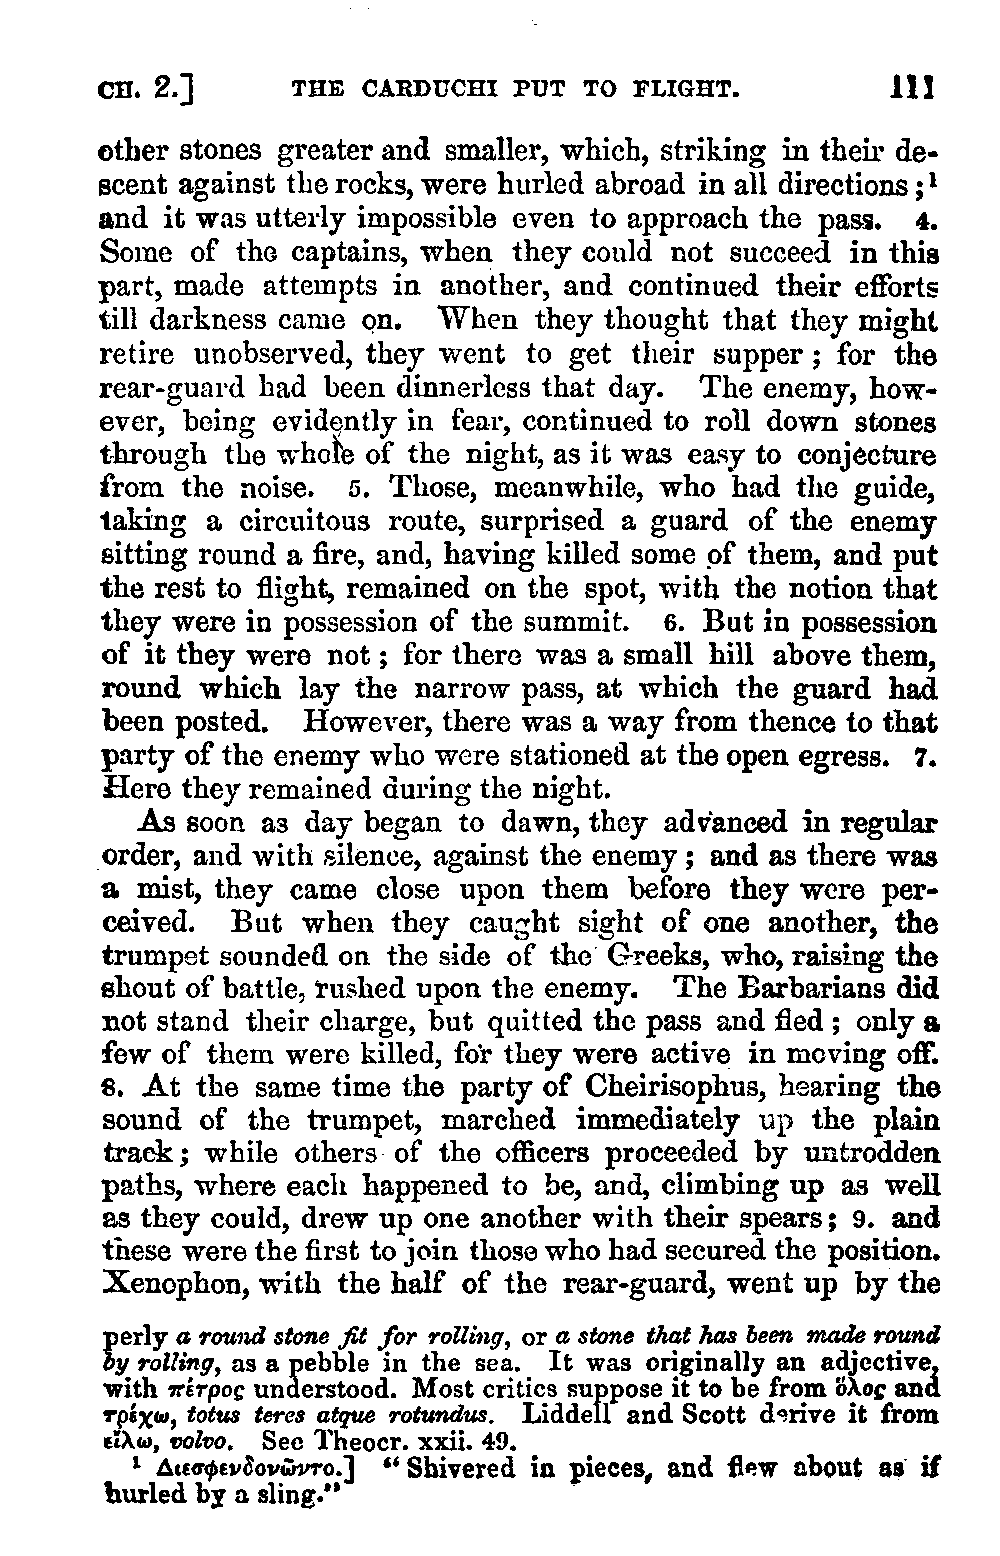 CH. 2.] THE CARDUCHI PUT TO FLIGHT. 111
other stones greater and smaller, which, striking in their de-
scent against the rocks, were hurled abroad in all directions ;¹
and it was utterly impossible even to approach the pass. 4.
Some of the captains, when they could not succeed in this
part, made attempts in another, and continued their efforts
till darkness came on. When they thought that they might
retire unobserved, they went to get their supper ; for the
rear-guard had been dinnerless that day. The enemy, how-
ever, being evidently in fear, continued to roll down stones
through the whole of the night, as it was easy to conjecture
from the noise. 5. Those, meanwhile, who had the guide,
taking a circuitous route, surprised a guard of the enemy
sitting round a fire, and, having killed some of them, and put
the rest to flight, remained on the spot, with the notion that
they were in possession of the summit. 6. But in possession
of it they were not ; for there was a small hill above them,
round which lay the narrow pass, at which the guard had
been posted. However, there was a way from thence to that
party of the enemy who were stationed at the open egress. 7.
Here they remained during the night.
As soon as day began to dawn, they advanced in regular
order, and with silence, against the enemy ; and as there was
a mist, they came close upon them before they were per-
ceived. But when they caught sight of one another, the
trumpet sounded on the side of the Greeks, who, raising the
shout of battle, rushed upon the enemy. The Barbarians did
not stand their charge, but quitted the pass and fled ; only a
few of them were killed, for they were active in moving off.
8. At the same time the party of Cheirisophus, hearing the
sound of the trumpet, marched immediately up the plain
track ; while others of the officers proceeded by untrodden
paths, where each happened to be, and, climbing up as well
as they could, drew up one another with their spears ; 9. and
these were the first to join those who had secured the position.
Xenophon, with the half of the rear-guard, went up by the
perly a round stone fit for rolling, or a stone that has been made round
by rolling, as a pebble in the sea. It was originally an adjective,
with πέτρος understood. Most critics suppose it to be from ὅλος and
τρέχω, totus teres atque rotundus. Liddell and Scott derive it from
εἴλω, volvo. See Theocr. xxii. 49.
¹ Διεσφενδονῶντο.] “ Shivered in pieces, and flew about as if
hurled by a sling.”